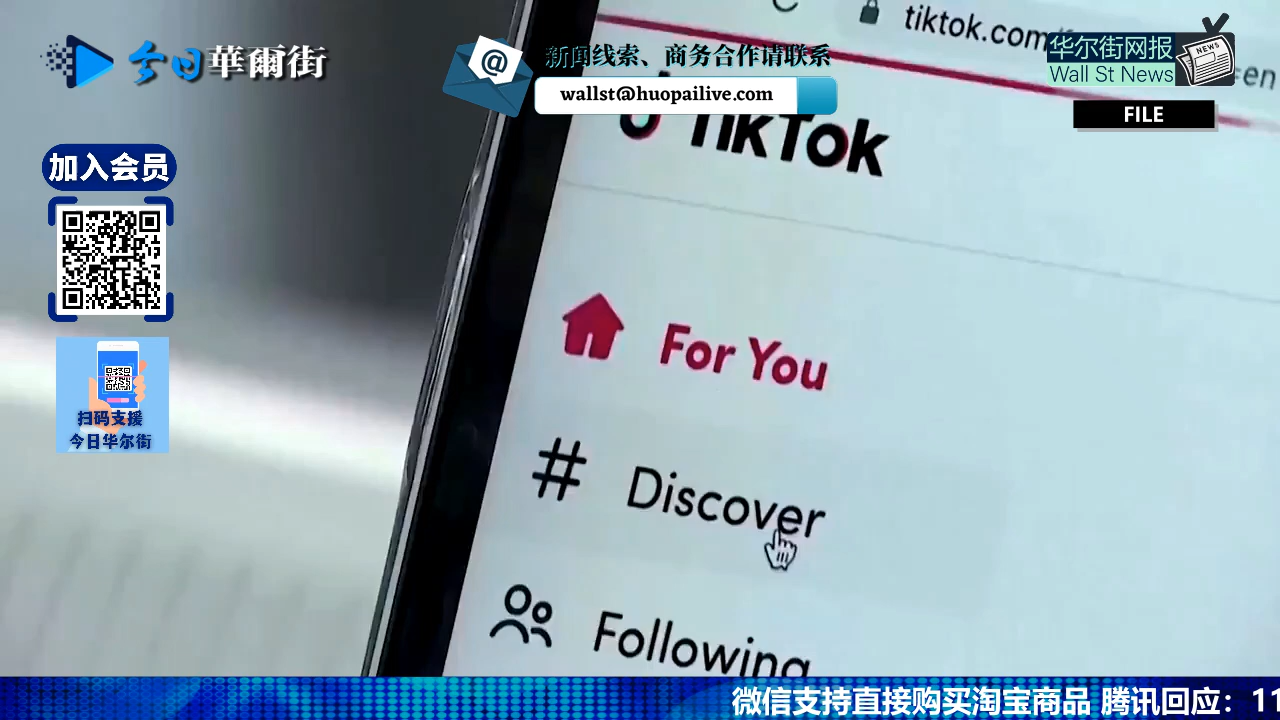 今日華爾街
新闻线索、商务合作请联系
wallst@huopailive.com
tiktok.com/
华尔街网报
Wall St News
NEWS
=en
FILE
TikTok
加入会员
For You
扫码支援
今日华尔街
Discover
Following
微信支持直接购买淘宝商品 腾讯回应：11